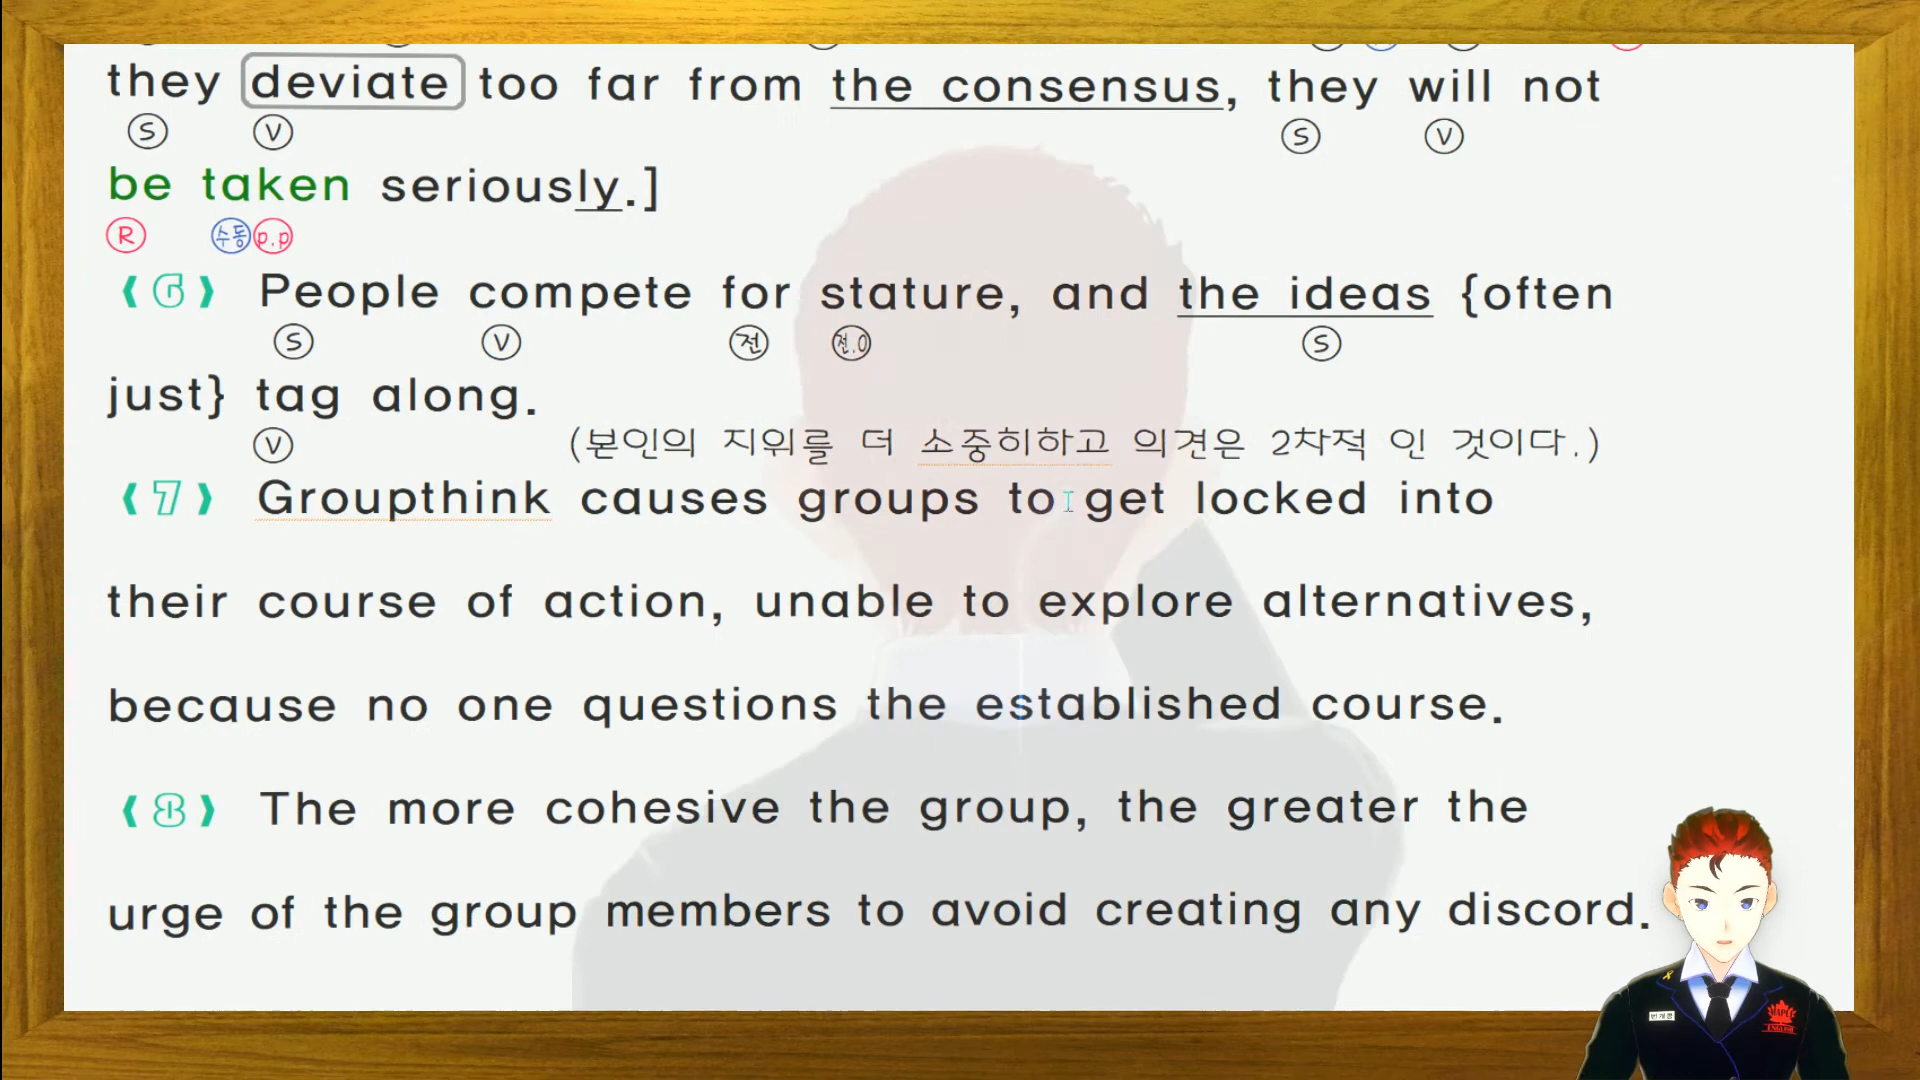 they deviate too far from the consensus, they will not
S V S V
be taken seriously.]
R 수동 p.p
❨6❩ People compete for stature, and the ideas {often
S V 전 전.O S
just} tag along.
V (본인의 지위를 더 소중히하고 의견은 2차적 인 것이다.)
❨7❩ Groupthink causes groups to get locked into
their course of action, unable to explore alternatives,
because no one questions the established course.
❨8❩ The more cohesive the group, the greater the
urge of the group members to avoid creating any discord.
MAPLE
ENGLISH